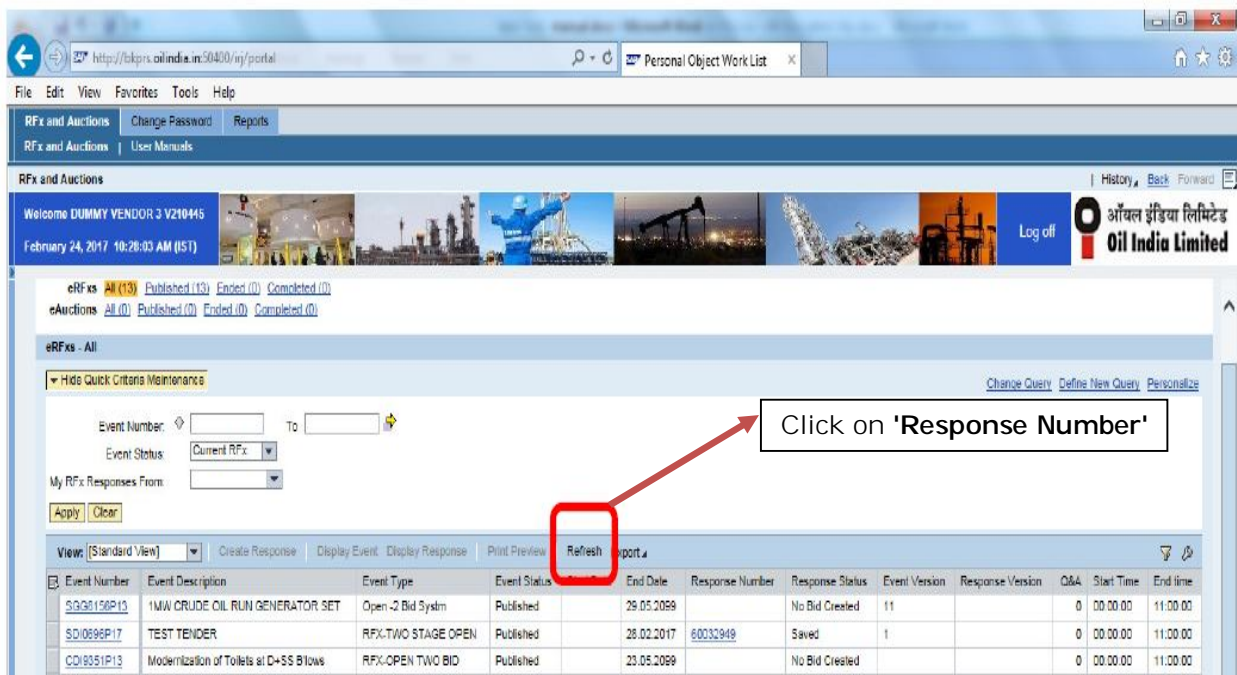 http://bkprs.oilindia.in:50400/irj/portal
Personal Object Work List
File Edit View Favorites Tools Help
RFx and Auctions Change Password Reports
RFx and Auctions | User Manuals
RFx and Auctions | History Back Forward
Welcome DUMMY VENDOR 3 V210445
February 24, 2017 10:28:03 AM (IST)
Log off
ऑयल इंडिया लिमिटेड
Oil India Limited
eRFxs All (13) Published (13) Ended (0) Completed (0)
eAuctions All (0) Published (0) Ended (0) Completed (0)
eRFxs - All
Hide Quick Criteria Maintenance
Change Query Define New Query Personalize
Click on 'Response Number'
Event Number: To
Event Status: Current RFx
My RFx Responses From:
Apply Clear
View: [Standard View] Create Response Display Event Display Response Print Preview Refresh Export
Event Number Event Description Event Type Event Status End Date Response Number Response Status Event Version Response Version Q&A Start Time End time
SGG8156P13 1MW CRUDE OIL RUN GENERATOR SET Open -2 Bid Systm Published 29.05.2099 No Bid Created 11 0 00:00:00 11:00:00
SDI0696P17 TEST TENDER RFX-TWO STAGE OPEN Published 28.02.2017 60032949 Saved 1 0 00:00:00 11:00:00
CDI9351P13 Modernization of Toilets at D+SS B'lows RFX-OPEN TWO BID Published 23.05.2099 No Bid Created 0 00:00:00 11:00:00